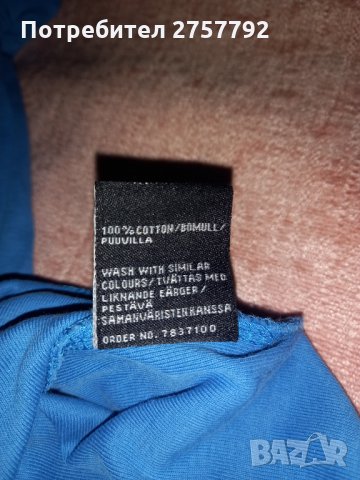 Потребител 2757792
100% COTTON/BOMULL/
PUUVILLA
WASH WITH SIMILAR
COLOURS/TVÄTTAS MED
LIKNANDE FÄRGER/
PESTÄVÄ
SAMANVÄRISTEN KANSSA
ORDER NO. 7837100
BAZAR